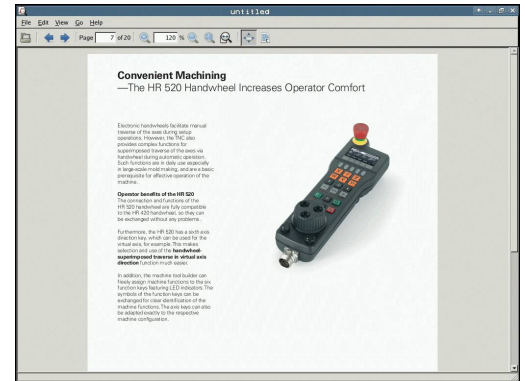 untitled
File Edit View Go Help
Page 7 of 20 120 %
Convenient Machining
—The HR 520 Handwheel Increases Operator Comfort
Electronic handwheels facilitate manual
traverse of the axes during setup
operations. However, the TNC also
provides complex functions for
superimposed traverse of the axes via
handwheel during automatic operation.
Such functions are in daily use especially
in large-scale mold making, and are a basic
prerequisite for effective operation of the
machine.
Operator benefits of the HR 520
The connection and functions of the
HR 520 handwheel are fully compatible
to the HR 420 handwheel, so they can
be exchanged without any problems.
Furthermore, the HR 520 has a sixth axis
direction key, which can be used for the
virtual axis, for example. This makes
selection and use of the handwheel-
superimposed traverse in virtual axis
direction function much easier.
In addition, the machine tool builder can
freely assign machine functions to the six
function keys featuring LED indicators. The
symbols of the function keys can be
exchanged for clear identification of the
machine functions. The axis keys can also
be adapted exactly to the respective
machine configuration.